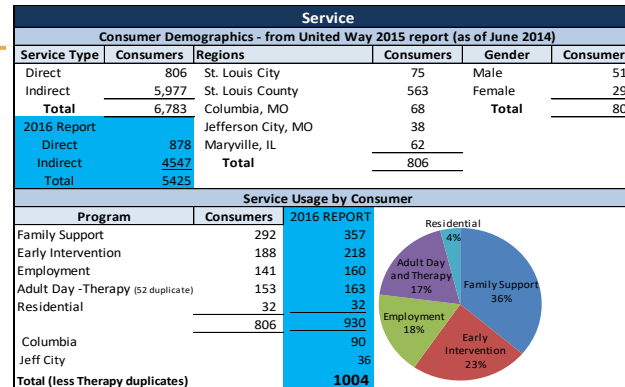 Service
Consumer Demographics - from United Way 2015 report (as of June 2014)
Service Type Consumers Regions Consumers Gender Consumer
Direct 806 St. Louis City 75 Male 51
Indirect 5,977 St. Louis County 563 Female 29
Total 6,783 Columbia, MO 68 Total 80
2016 Report Jefferson City, MO 38
Direct 878 Maryville, IL 62
Indirect 4547 Total 806
Total 5425
Service Usage by Consumer
Program Consumers 2016 REPORT
Family Support 292 357
Early Intervention 188 218
Employment 141 160
Adult Day -Therapy (52 duplicate) 153 163
Residential 32 32
806 930
Columbia 90
Jeff City 36
Total (less Therapy duplicates) 1004
Residential
4%
Adult Day
and Therapy
17%
Family Support
36%
Employment
18%
Early
Intervention
23%